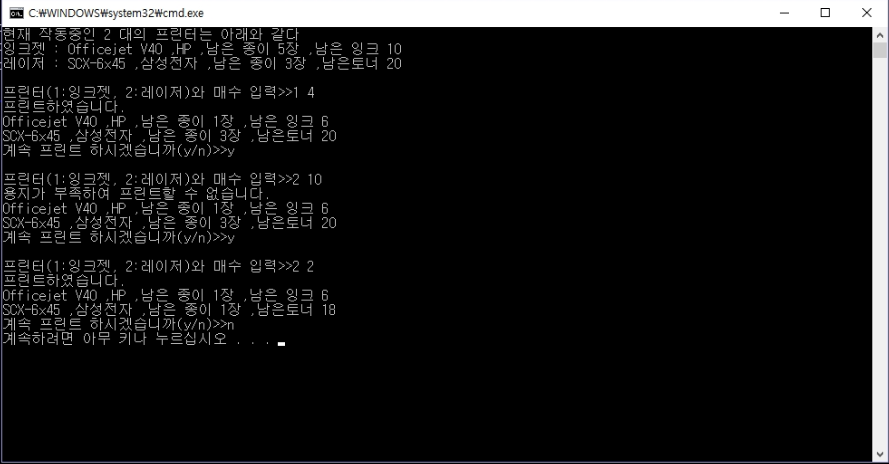 C:₩WINDOWS₩system32₩cmd.exe
현재 작동중인 2 대의 프린터는 아래와 같다
잉크젯 : Officejet V40 ,HP ,남은 종이 5장 ,남은 잉크 10
레이저 : SCX-6x45 ,삼성전자 ,남은 종이 3장 ,남은토너 20
프린터(1:잉크젯, 2:레이저)와 매수 입력>>1 4
프린트하였습니다.
Officejet V40 ,HP ,남은 종이 1장 ,남은 잉크 6
SCX-6x45 ,삼성전자 ,남은 종이 3장 ,남은토너 20
계속 프린트 하시겠습니까(y/n)>>y
프린터(1:잉크젯, 2:레이저)와 매수 입력>>2 10
용지가 부족하여 프린트할 수 없습니다.
Officejet V40 ,HP ,남은 종이 1장 ,남은 잉크 6
SCX-6x45 ,삼성전자 ,남은 종이 3장 ,남은토너 20
계속 프린트 하시겠습니까(y/n)>>y
프린터(1:잉크젯, 2:레이저)와 매수 입력>>2 2
프린트하였습니다.
Officejet V40 ,HP ,남은 종이 1장 ,남은 잉크 6
SCX-6x45 ,삼성전자 ,남은 종이 1장 ,남은토너 18
계속 프린트 하시겠습니까(y/n)>>n
계속하려면 아무 키나 누르십시오 . . .